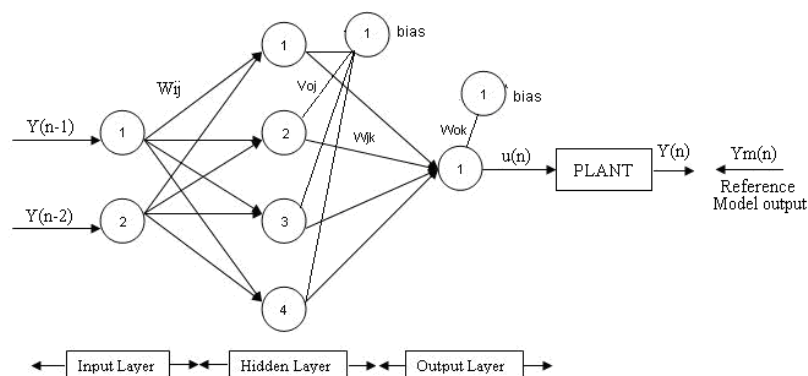 1
1
bias
Wij
Voj
1
bias
Y(n-1)
1
2
Wjk
Wok
1
u(n)
PLANT
Y(n)
Ym(n)
Reference
Model output
Y(n-2)
2
3
4
Input Layer
Hidden Layer
Output Layer